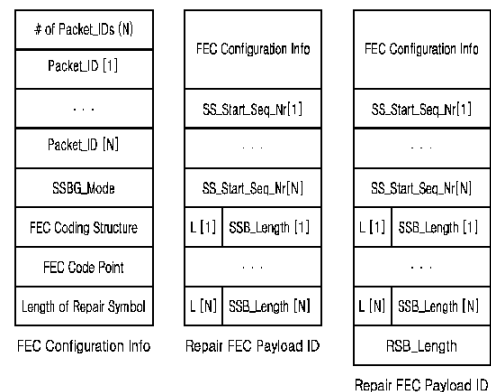 # of Packet_IDs (N)
Packet_ID [1]
. . .
Packet_ID [N]
SSBG_Mode
FEC Coding Structure
FEC Code Point
Length of Repair Symbol
FEC Configuration Info
FEC Configuration Info
SS_Start_Seq_Nr[1]
. . .
SS_Start_Seq_Nr[N]
L [1] SSB_Length [1]
. . .
L [N] SSB_Length [N]
Repair FEC Payload ID
FEC Configuration Info
SS_Start_Seq_Nr[1]
. . .
SS_Start_Seq_Nr[N]
L [1] SSB_Length [1]
. . .
L [N] SSB_Length [N]
RSB_Length
Repair FEC Payload ID